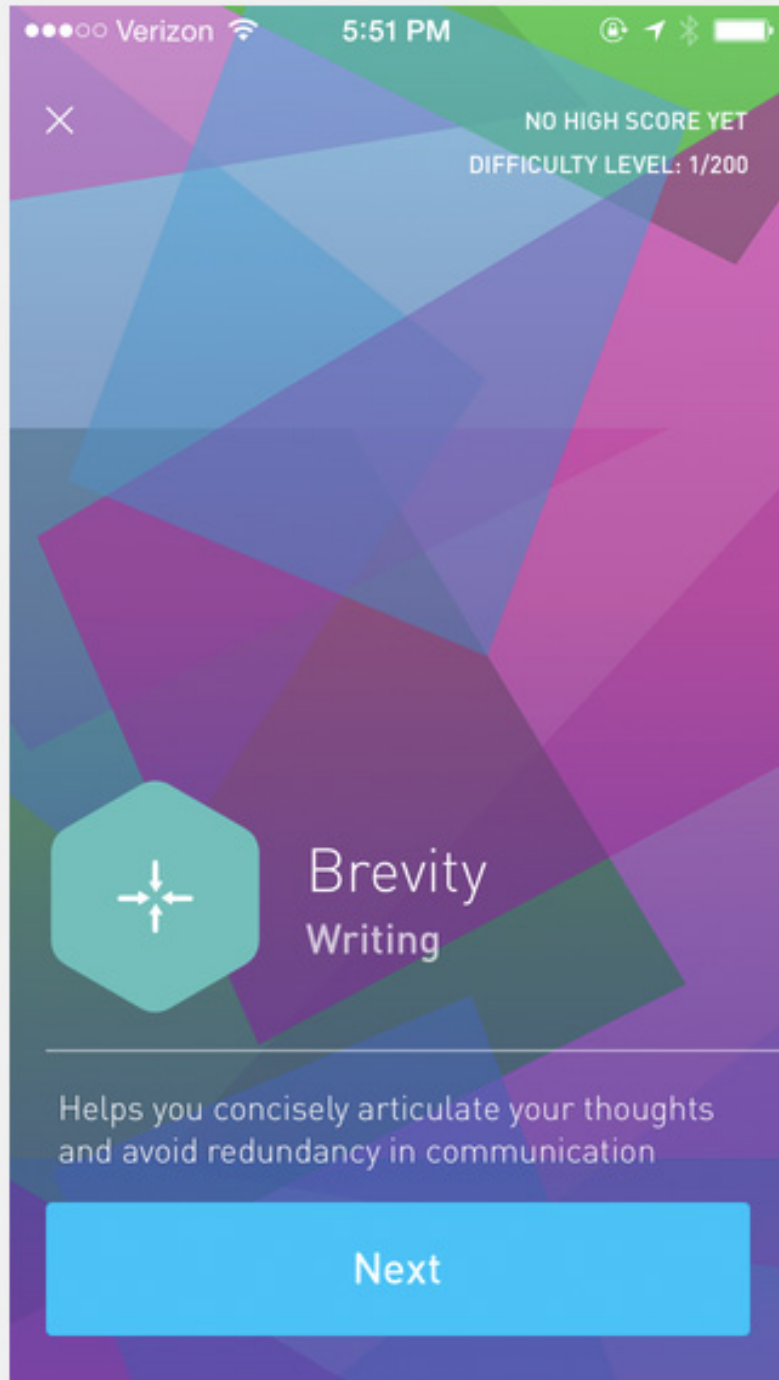 Verizon 5:51 PM
NO HIGH SCORE YET
DIFFICULTY LEVEL: 1/200
Brevity
Writing
Helps you concisely articulate your thoughts
and avoid redundancy in communication
Next